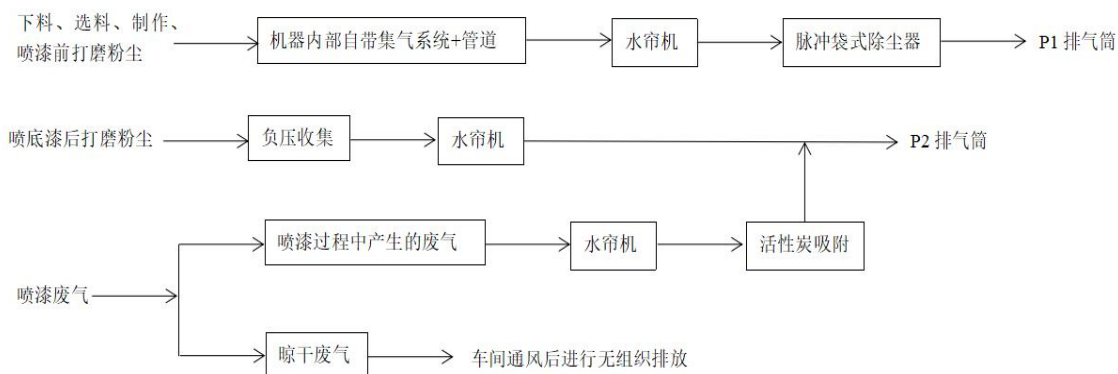 下料、选料、制作、
喷漆前打磨粉尘
机器内部自带集气系统+管道
水帘机
脉冲袋式除尘器
P1 排气筒
喷底漆后打磨粉尘
负压收集
水帘机
P2 排气筒
喷漆过程中产生的废气
水帘机
活性炭吸附
喷漆废气
晾干废气
车间通风后进行无组织排放